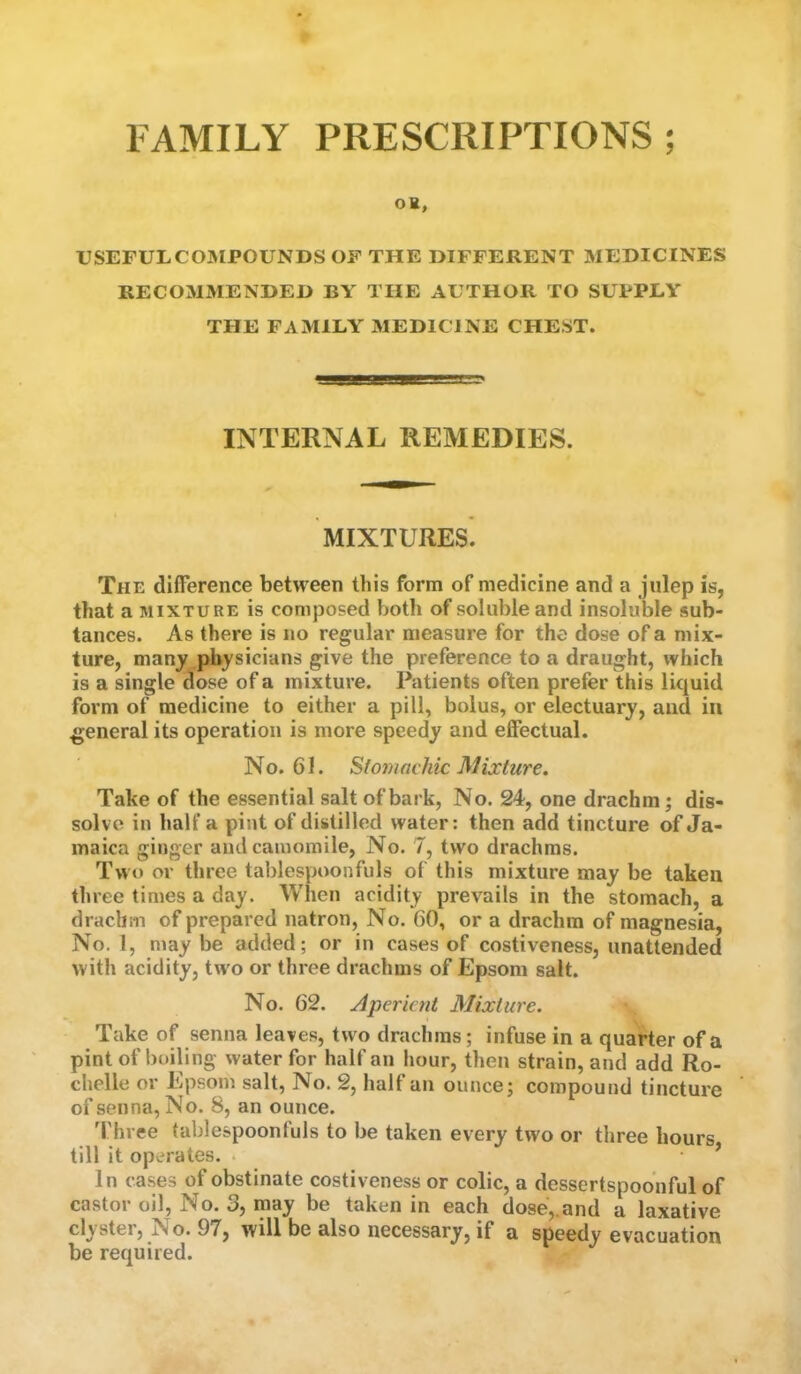 FAMILY PRESCRIPTIONS ;
OR,
USEFUL COMPOUNDS OF THE DIFFERENT MEDICINES
RECOMMENDED BY THE AUTHOR TO SUPPLY
THE FAMILY MEDICINE CHEST.
INTERNAL REMEDIES.
MIXTURES.
THE difference between this form of medicine and a julep is,
that a MIXTURE is composed both of soluble and insoluble sub-
tances. As there is no regular measure for the dose of a mix-
ture, many physicians give the preference to a draught, which
is a single dose of a mixture. Patients often prefer this liquid
form of medicine to either a pill, bolus, or electuary, and in
general its operation is more speedy and effectual.
No. 61. Stomachic Mixture.
Take of the essential salt of bark, No. 24, one drachm; dis-
solve in half a pint of distilled water: then add tincture of Ja-
maica ginger and camomile, No. 7, two drachms.
Two or three tablespoonfuls of this mixture may be taken
three times a day. When acidity prevails in the stomach, a
drachm of prepared natron, No. 60, or a drachm of magnesia,
No. 1, may be added; or in cases of costiveness, unattended
with acidity, two or three drachms of Epsom salt.
No. 62. Aperient Mixture.
Take of senna leaves, two drachms; infuse in a quarter of a
pint of boiling water for half an hour, then strain, and add Ro-
chelle or Epsom salt, No. 2, half an ounce; compound tincture
of senna, No. 8, an ounce.
Three tablespoonfuls to be taken every two or three hours,
till it operates.
In cases of obstinate costiveness or colic, a dessertspoonful of
castor oil, No. 3, may be taken in each dose, and a laxative
clyster, No. 97, will be also necessary, if a speedy evacuation
be required.